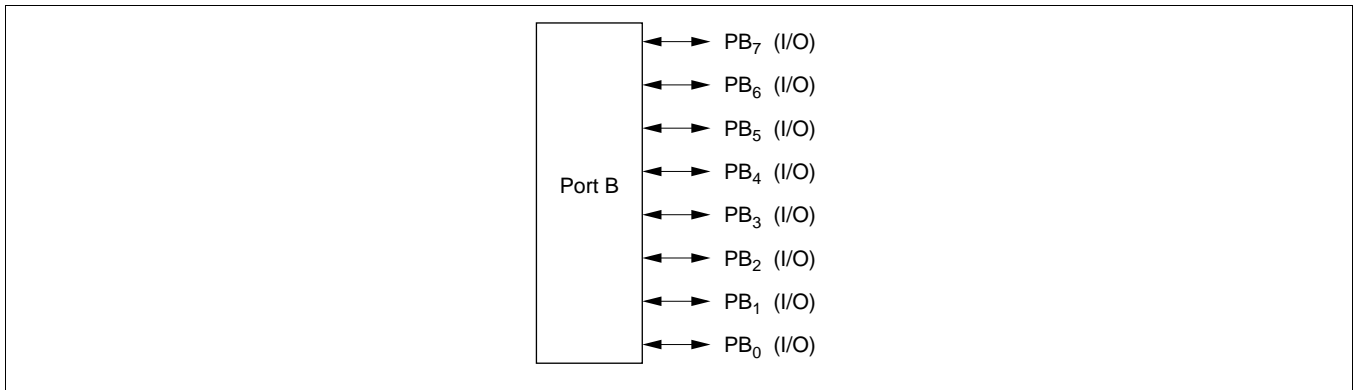 PB7 (I/O)
PB6 (I/O)
PB5 (I/O)
PB4 (I/O)
Port B
PB3 (I/O)
PB2 (I/O)
PB1 (I/O)
PB0 (I/O)